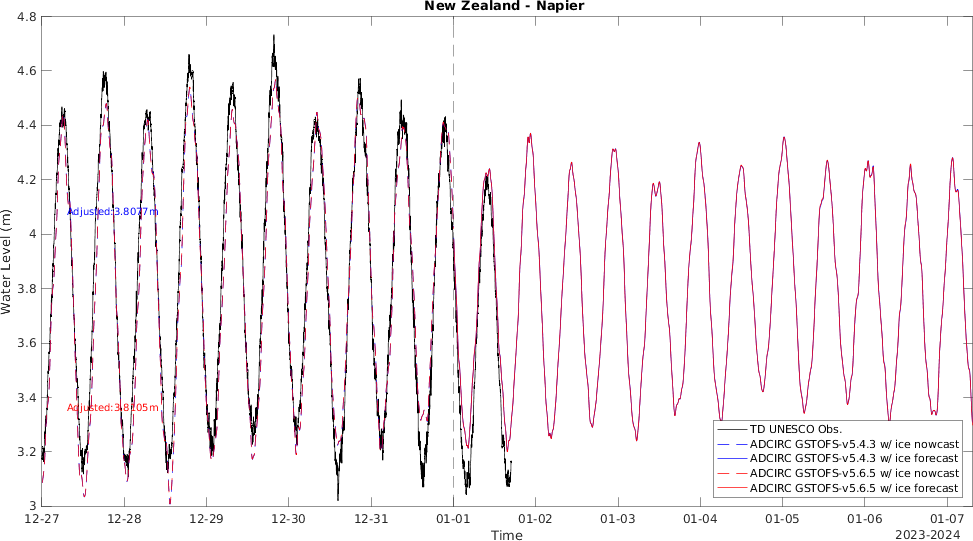 New Zealand - Napier
4.8
4.6
4.4
4.2
4
3.8
3.6
3.4
3.2
3
Water Level (m)
Adjusted:3.8077m
Adjusted:3.8105m
TD UNESCO Obs.
ADCIRC GSTOFS-v5.4.3 w/ ice nowcast
ADCIRC GSTOFS-v5.4.3 w/ ice forecast
ADCIRC GSTOFS-v5.6.5 w/ ice nowcast
ADCIRC GSTOFS-v5.6.5 w/ ice forecast
12-27 12-28 12-29 12-30 12-31 01-01 01-02 01-03 01-04 01-05 01-06 01-07
Time
2023-2024